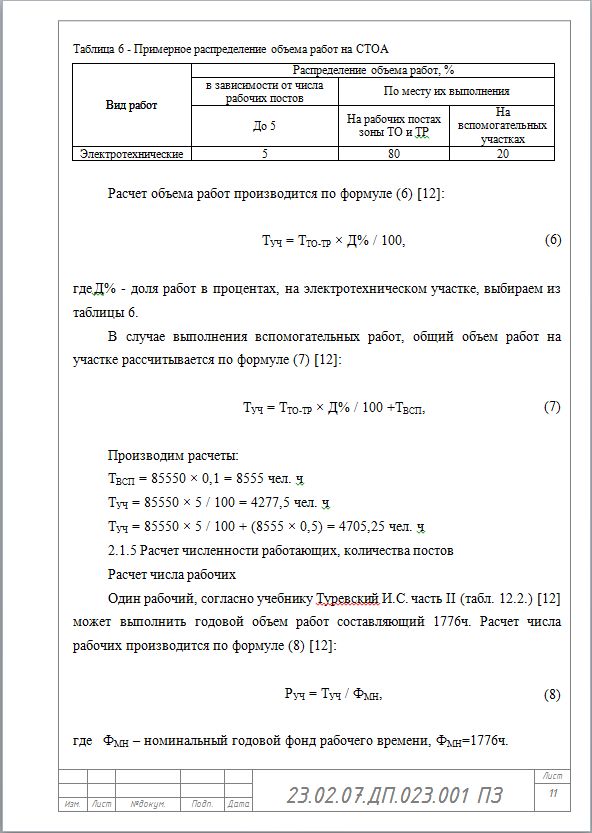 Таблица 6 - Примерное распределение объема работ на СТОА
Вид работ
Распределение объема работ, %
в зависимости от числа
рабочих постов
По месту их выполнения
До 5
На рабочих постах
зоны ТО и ТР
На
вспомогательных
участках
Электротехнические 5 80 20
Расчет объема работ производится по формуле (6) [12]:
ТУЧ = ТТО-ТР × Д% / 100, (6)
где Д% - доля работ в процентах, на электротехническом участке, выбираем из
таблицы 6.
В случае выполнения вспомогательных работ, общий объем работ на
участке рассчитывается по формуле (7) [12]:
ТУЧ = ТТО-ТР × Д% / 100 +ТВСП, (7)
Производим расчеты:
ТВСП = 85550 × 0,1 = 8555 чел. ч
ТУЧ = 85550 × 5 / 100 = 4277,5 чел. ч
ТУЧ = 85550 × 5 / 100 + (8555 × 0,5) = 4705,25 чел. ч
2.1.5 Расчет численности работающих, количества постов
Расчет числа рабочих
Один рабочий, согласно учебнику Туревский И.С. часть II (табл. 12.2.) [12]
может выполнить годовой объем работ составляющий 1776ч. Расчет числа
рабочих производится по формуле (8) [12]:
РУЧ = ТУЧ / ФМН, (8)
где ФМН – номинальный годовой фонд рабочего времени, ФМН=1776ч.
Изм. Лист №докум. Подп. Дата
23.02.07.ДП.023.001 ПЗ
Лист
11